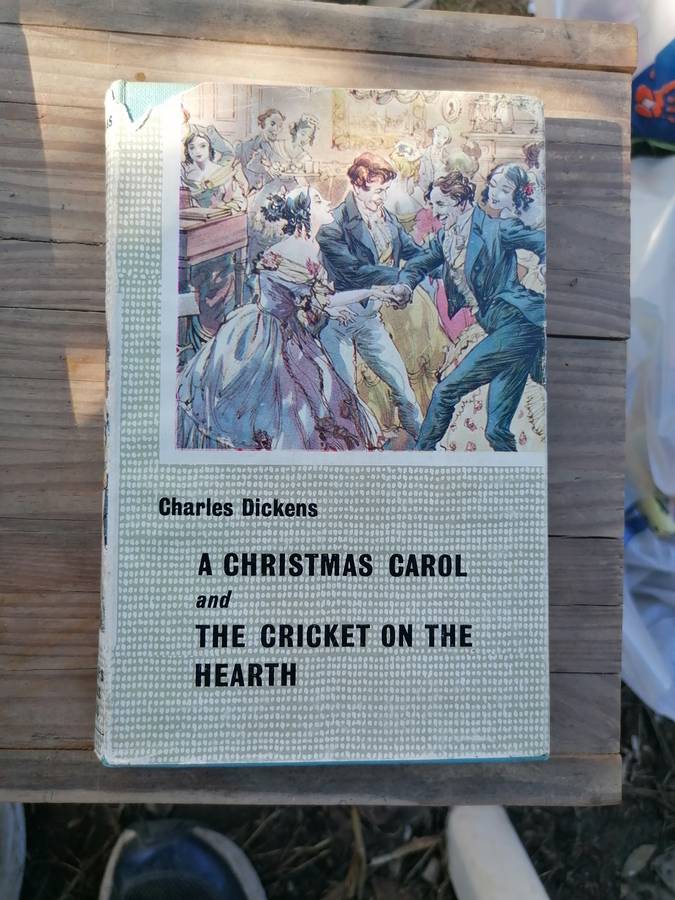 Charles Dickens
A CHRISTMAS CAROL
and
THE CRICKET ON THE
HEARTH